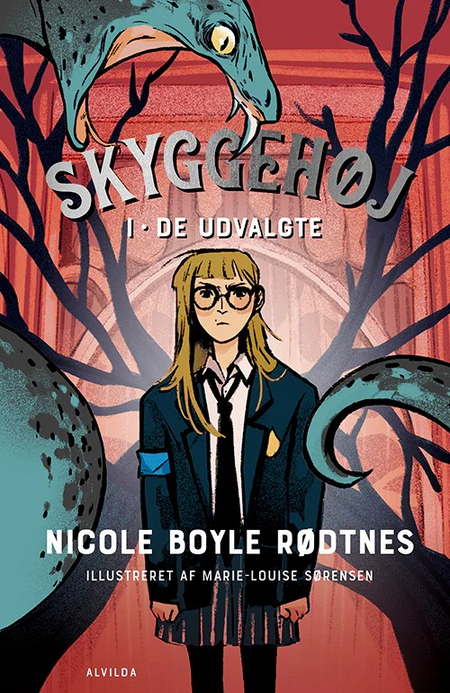 SKYGGEHØJ
I · DE UDVALGTE
NICOLE BOYLE RØDTNES
ILLUSTRERET AF MARIE-LOUISE SØRENSEN
ALVILDA